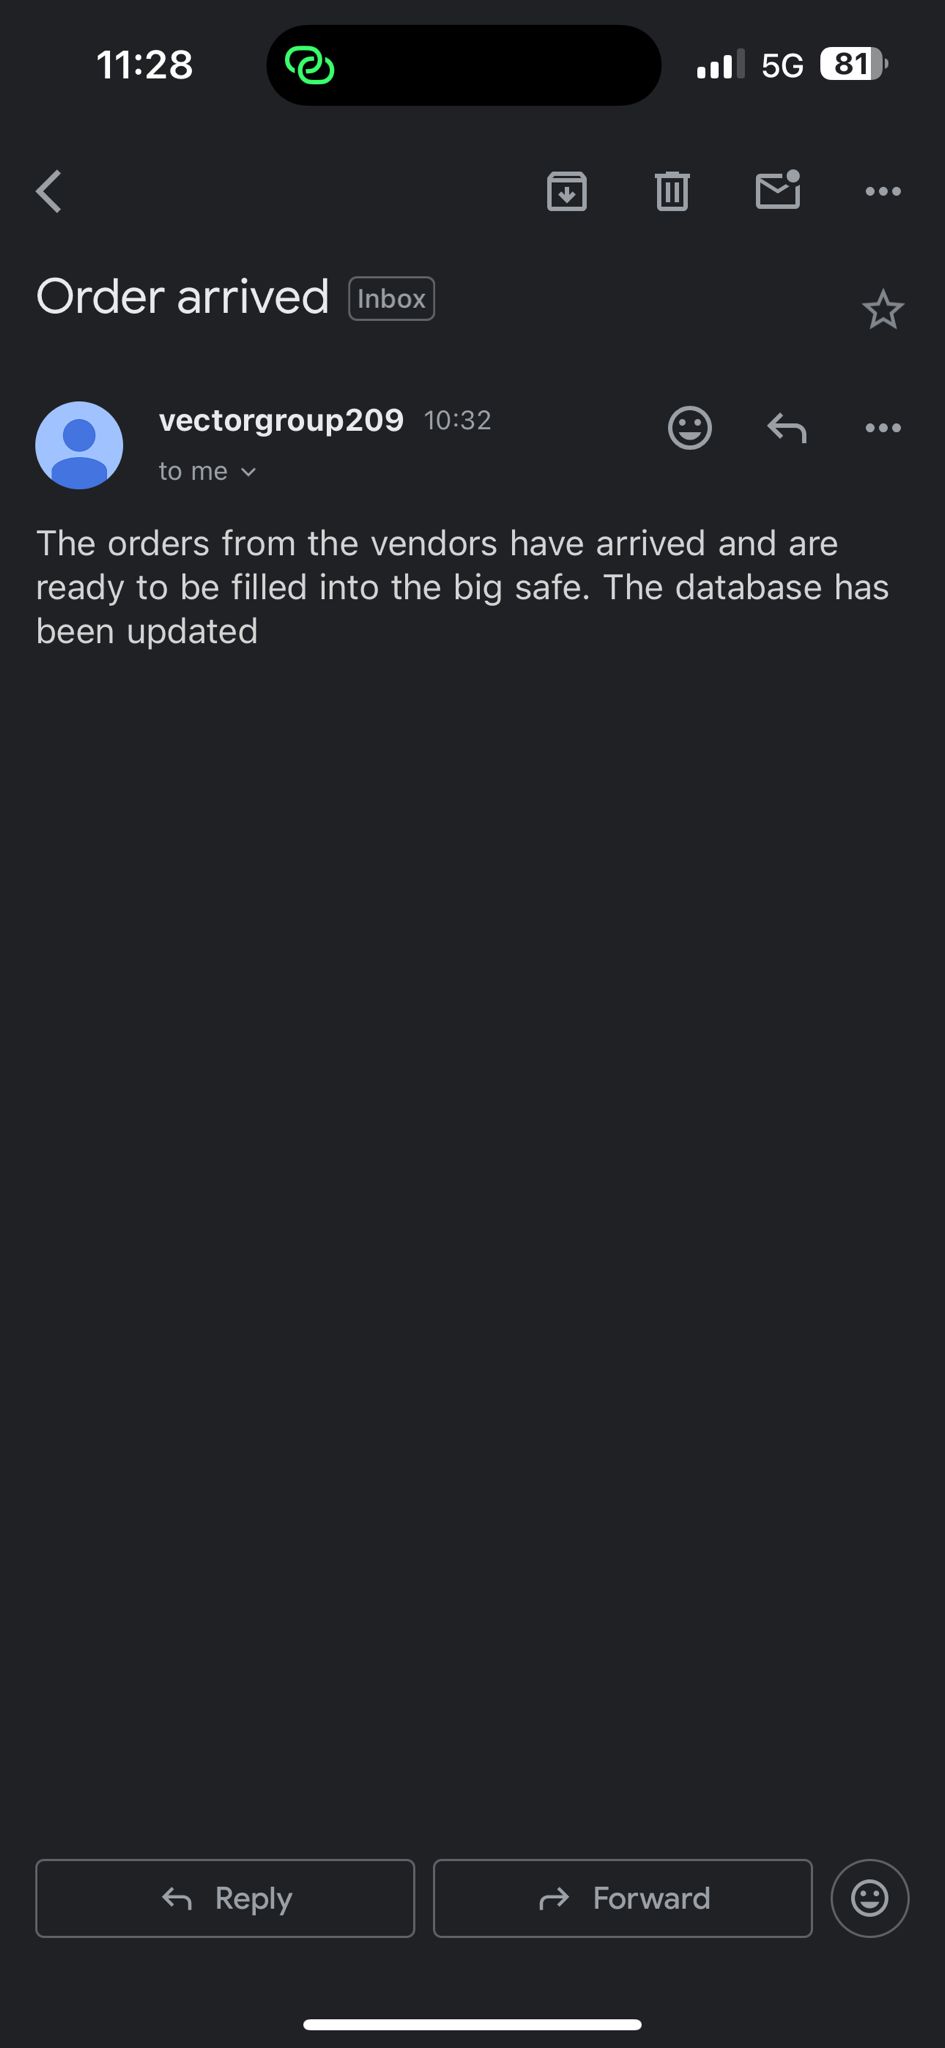 11:28
5G
81
Order arrived
Inbox
vectorgroup209 10:32
to me
The orders from the vendors have arrived and are
ready to be filled into the big safe. The database has
been updated
Reply
Forward